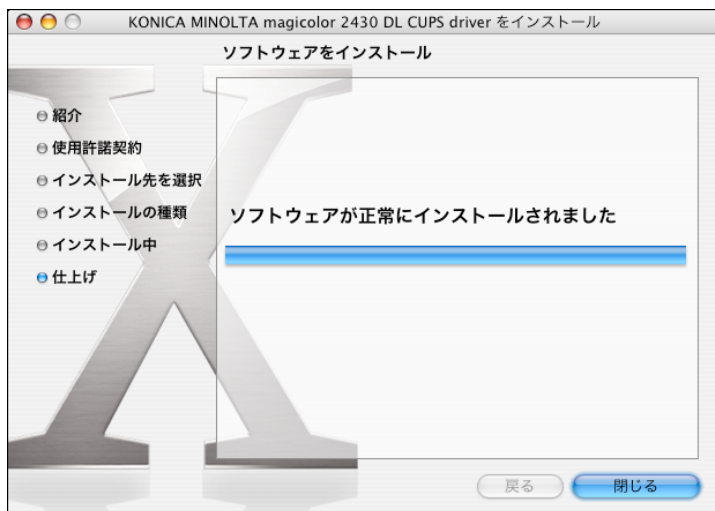 KONICA MINOLTA magicolor 2430 DL CUPS driver をインストール
ソフトウェアをインストール
紹介
使用許諾契約
インストール先を選択
インストールの種類
インストール中
仕上げ
ソフトウェアが正常にインストールされました
戻る
閉じる